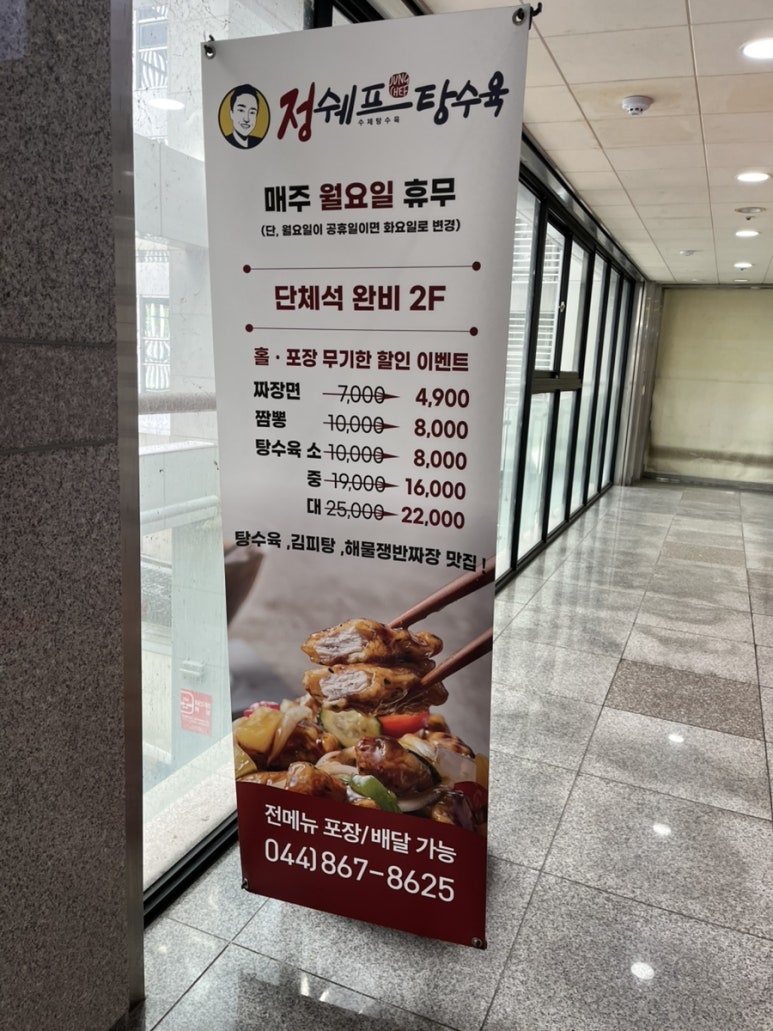 정쉐프탕수육
JUNG CHEF
수제탕수육
매주 월요일 휴무
(단, 월요일이 공휴일이면 화요일로 변경)
단체석 완비 2F
홀 · 포장 무기한 할인 이벤트
짜장면 7,000 4,900
짬뽕 10,000 8,000
탕수육 소 10,000 8,000
중 19,000 16,000
대 25,000 22,000
탕수육 ,김피탕 ,해물쟁반짜장 맛집 !
전메뉴 포장/배달 가능
044)867-8625